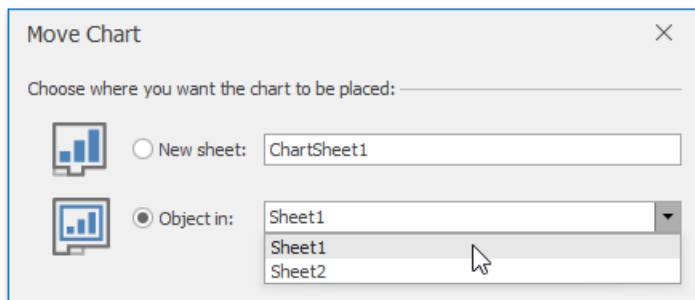 Move Chart
Choose where you want the chart to be placed:
New sheet: ChartSheet1
Object in: Sheet1
Sheet1
Sheet2